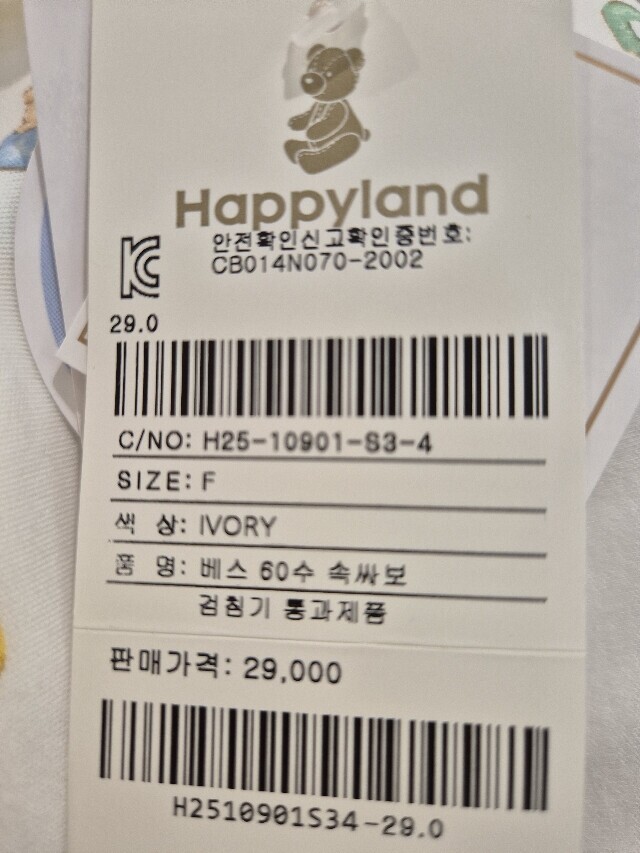 Happyland
안전확인신고확인증번호:
CB014N070-2002
29.0
C/NO: H25-10901-S3-4
SIZE: F
색 상: IVORY
품 명: 베스 60수 속싸보
검침기 통과제품
판매가격: 29,000
H2510901S34-29.0